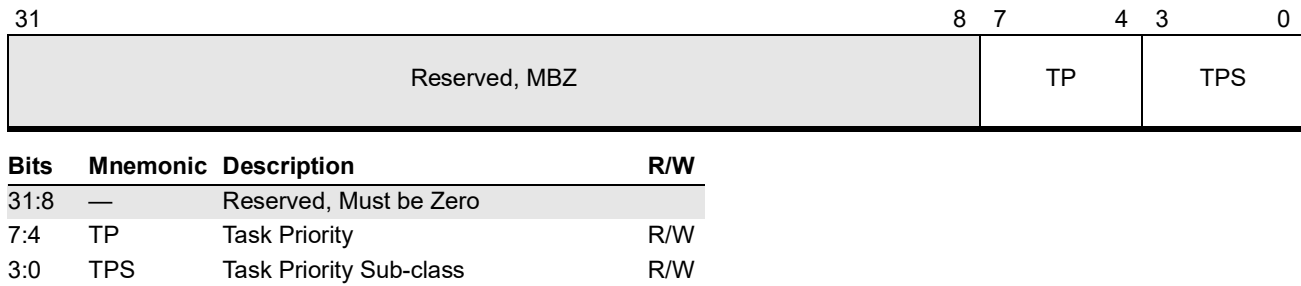 31 8 7 4 3 0
Reserved, MBZ TP TPS
Bits Mnemonic Description R/W
31:8 — Reserved, Must be Zero
7:4 TP Task Priority R/W
3:0 TPS Task Priority Sub-class R/W